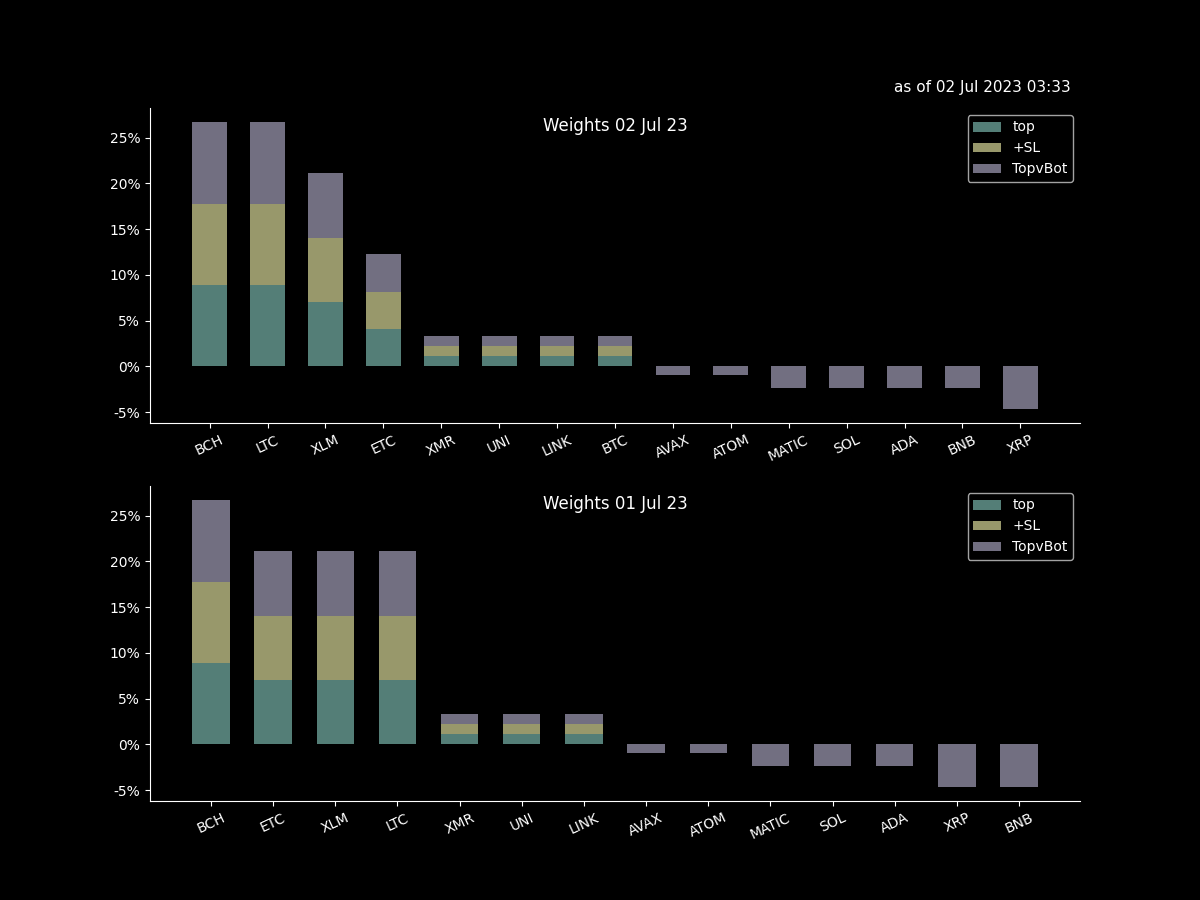 as of 02 Jul 2023 03:33
Weights 02 Jul 23
top
+SL
TopvBot
25%
20%
15%
10%
5%
0%
-5%
BCH LTC XLM ETC XMR UNI LINK BTC AVAX ATOM MATIC SOL ADA BNB XRP
Weights 01 Jul 23
top
+SL
TopvBot
25%
20%
15%
10%
5%
0%
-5%
BCH ETC XLM LTC XMR UNI LINK AVAX ATOM MATIC SOL ADA XRP BNB